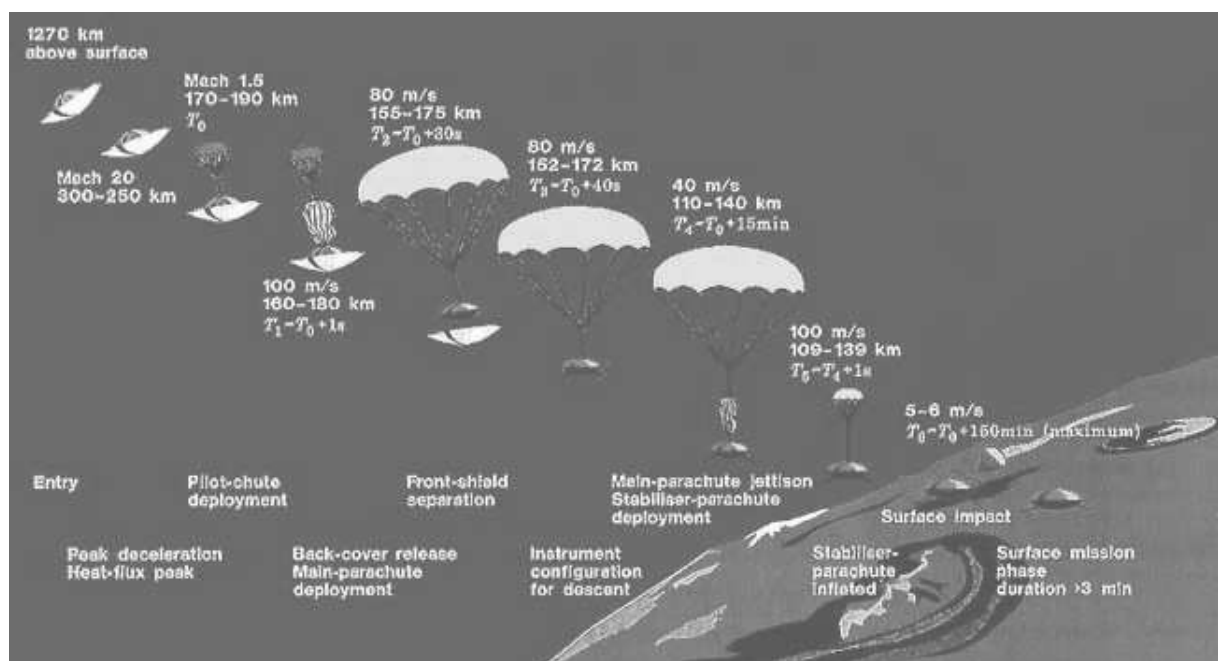 1270 km
above surface
Mach 20
300–250 km
Mach 1.5
170–190 km
T₀
100 m/s
160–180 km
T₁=T₀+1s
80 m/s
155–175 km
T₂=T₀+30s
80 m/s
152–172 km
T₃=T₀+40s
40 m/s
110–140 km
T₄=T₀+15min
100 m/s
109–139 km
T₅=T₄+1s
5–6 m/s
T₆=T₀+150min (maximum)
Entry
Peak deceleration
Heat-flux peak
Pilot-chute
deployment
Back-cover release
Main-parachute
deployment
Front-shield
separation
Instrument
configuration
for descent
Main-parachute jettison
Stabiliser-parachute
deployment
Stabiliser-
parachute
inflated
Surface impact
Surface mission
phase
duration >3 min